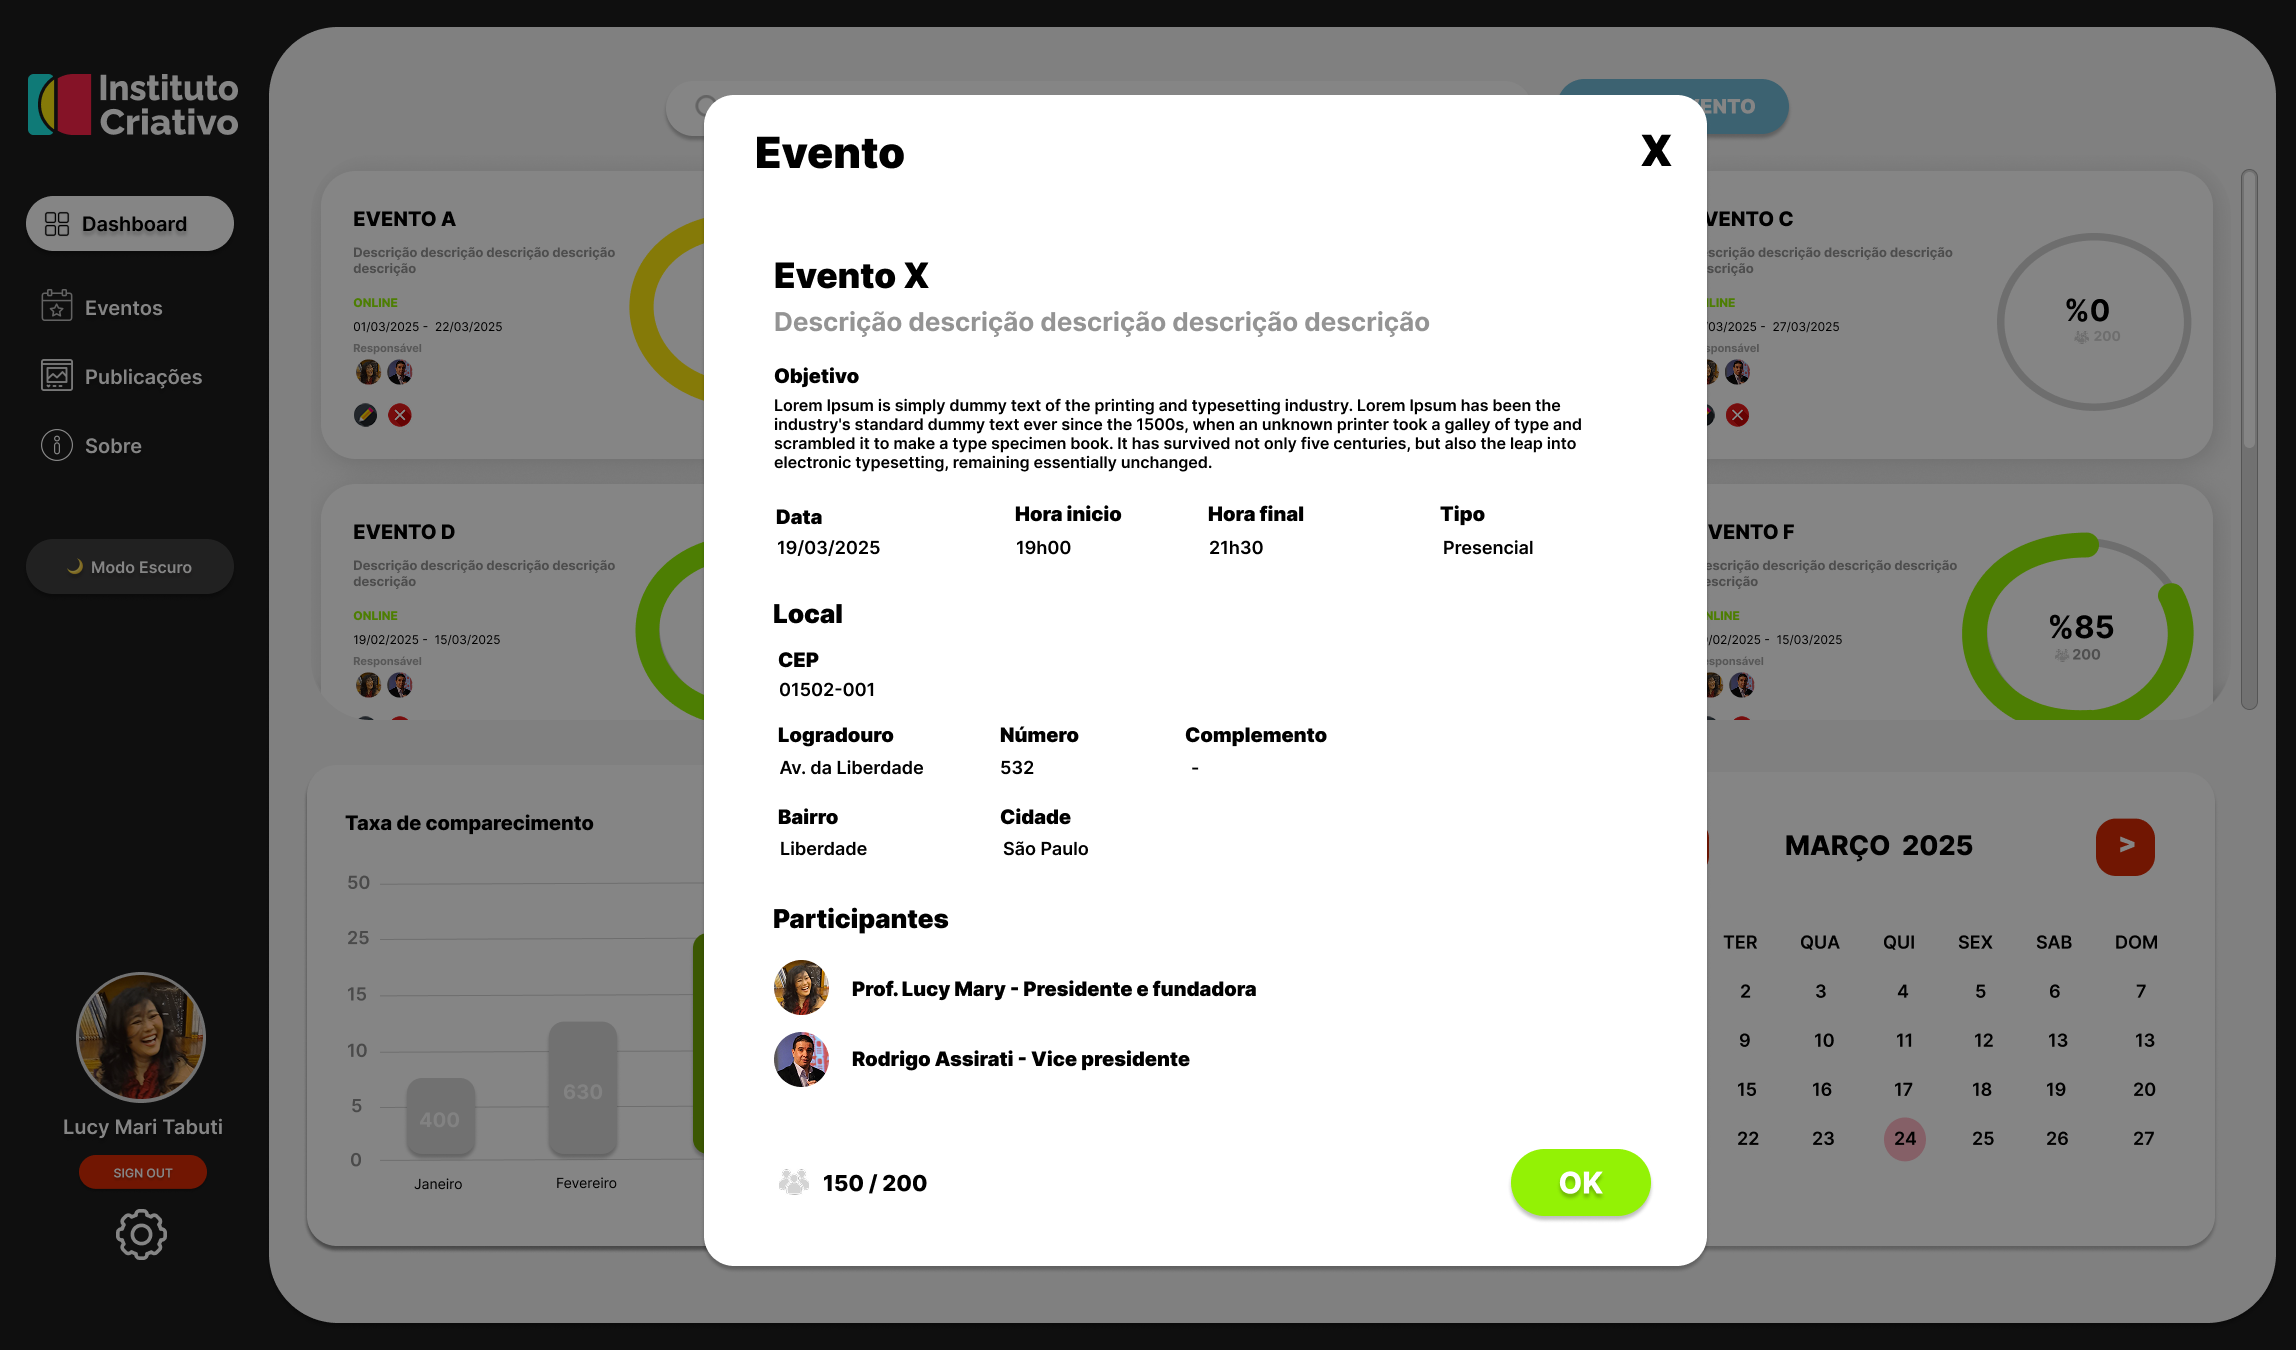 Instituto
Criativo
Dashboard
Eventos
Publicações
Sobre
Modo Escuro
Lucy Mari Tabuti
SIGN OUT
EVENTO A
Descrição descrição descrição descrição
descrição
ONLINE
01/03/2025 - 22/03/2025
Responsável
EVENTO D
Descrição descrição descrição descrição
descrição
ONLINE
19/02/2025 - 15/03/2025
Responsável
Taxa de comparecimento
50
25
15
10
5
0
400
630
Janeiro
Fevereiro
Evento
X
Evento X
Descrição descrição descrição descrição descrição
Objetivo
Lorem Ipsum is simply dummy text of the printing and typesetting industry. Lorem Ipsum has been the
industry's standard dummy text ever since the 1500s, when an unknown printer took a galley of type and
scrambled it to make a type specimen book. It has survived not only five centuries, but also the leap into
electronic typesetting, remaining essentially unchanged.
Data Hora inicio Hora final Tipo
19/03/2025 19h00 21h30 Presencial
Local
CEP
01502-001
Logradouro Número Complemento
Av. da Liberdade 532 -
Bairro Cidade
Liberdade São Paulo
Participantes
Prof. Lucy Mary - Presidente e fundadora
Rodrigo Assirati - Vice presidente
150 / 200
OK
ENTO
VENTO C
scrição descrição descrição descrição
scrição
LINE
/03/2025 - 27/03/2025
sponsável
%0
200
VENTO F
escrição descrição descrição descrição
escrição
NLINE
/02/2025 - 15/03/2025
sponsável
%85
200
MARÇO 2025
>
TER QUA QUI SEX SAB DOM
2 3 4 5 6 7
9 10 11 12 13 13
15 16 17 18 19 20
22 23 24 25 26 27